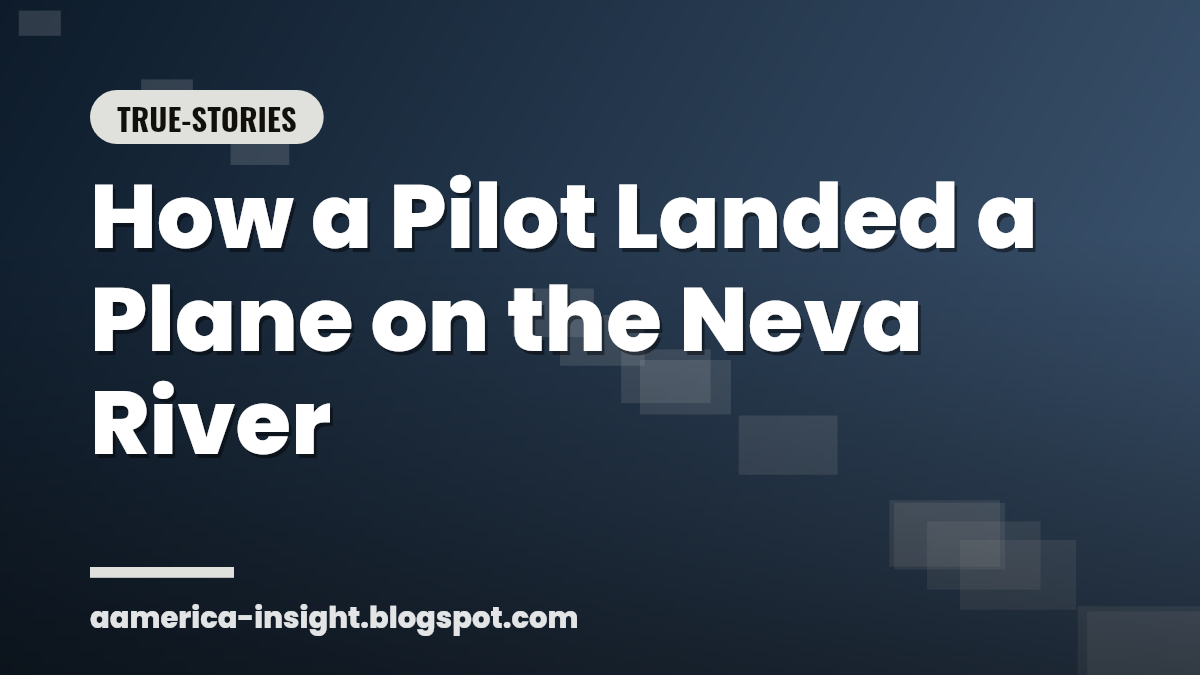 TRUE-STORIES
How a Pilot Landed a
Plane on the Neva
River
aamerica-insight.blogspot.com